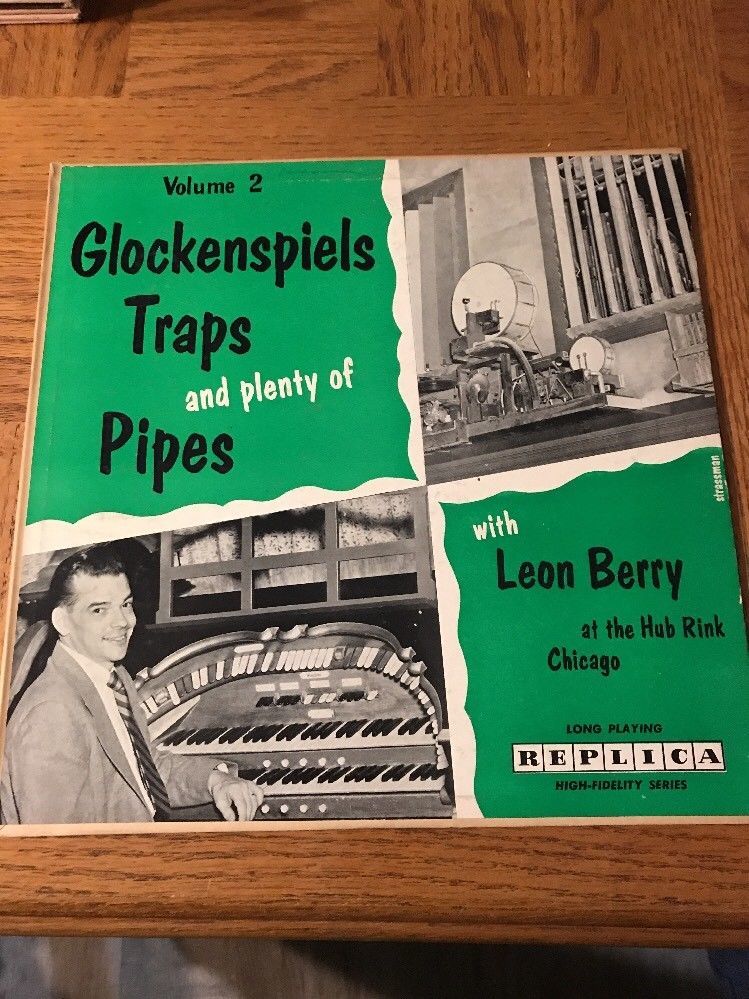 Volume 2
Glockenspiels
Traps
and plenty of
Pipes
strassman
with
Leon Berry
at the Hub Rink
Chicago
LONG PLAYING
REPLICA
HIGH-FIDELITY SERIES